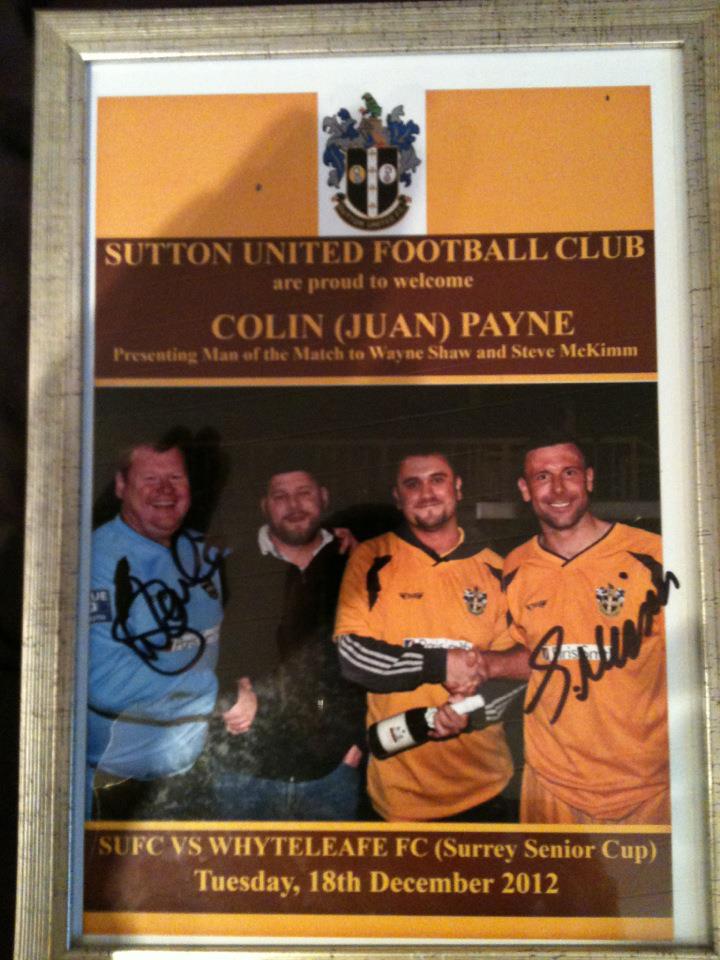 SUTTON UNITED FOOTBALL CLUB
are proud to welcome
COLIN (JUAN) PAYNE
Presenting Man of the Match to Wayne Shaw and Steve McKimm
SUFC VS WHYTELEAFE FC (Surrey Senior Cup)
Tuesday, 18th December 2012